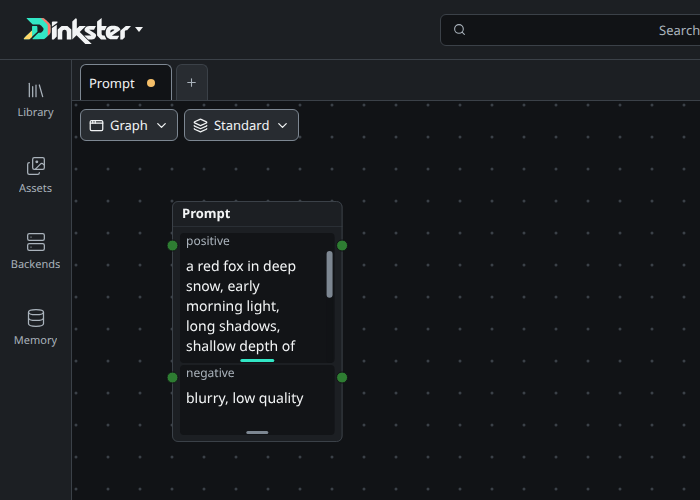 Dinkster
Search
Prompt
+
Library
Graph
Standard
Assets
Prompt
positive
Backends
a red fox in deep
snow, early
morning light,
long shadows,
shallow depth of
Memory
negative
blurry, low quality